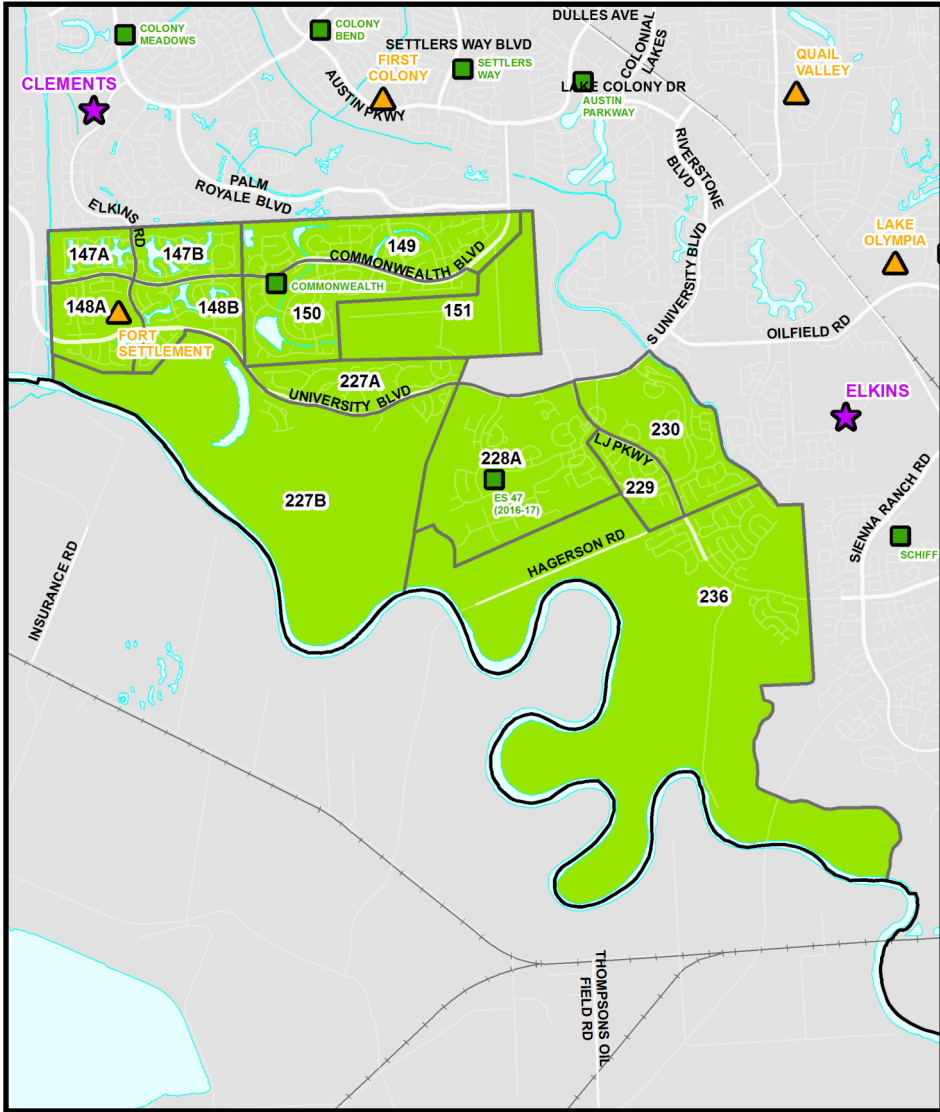 DULLES AVE
COLONY
MEADOWS
COLONY
BEND
SETTLERS WAY BLVD
COLONIAL
LAKES
FIRST
COLONY
SETTLERS
WAY
QUAIL
VALLEY
CLEMENTS
AUSTIN PKWY
LAKE COLONY DR
AUSTIN
PARKWAY
RIVERSTONE
BLVD
PALM
ROYALE BLVD
ELKINS RD
LAKE
OLYMPIA
147A
147B
149
COMMONWEALTH BLVD
COMMONWEALTH
148A
148B
150
151
S UNIVERSITY BLVD
OILFIELD RD
FORT
SETTLEMENT
227A
UNIVERSITY BLVD
ELKINS
230
LJ PKWY
228A
229
ES 47
(2016-17)
227B
SIENNA RANCH RD
HAGERSON RD
SCHIFF
INSURANCE RD
236
THOMPSONS OIL
FIELD RD